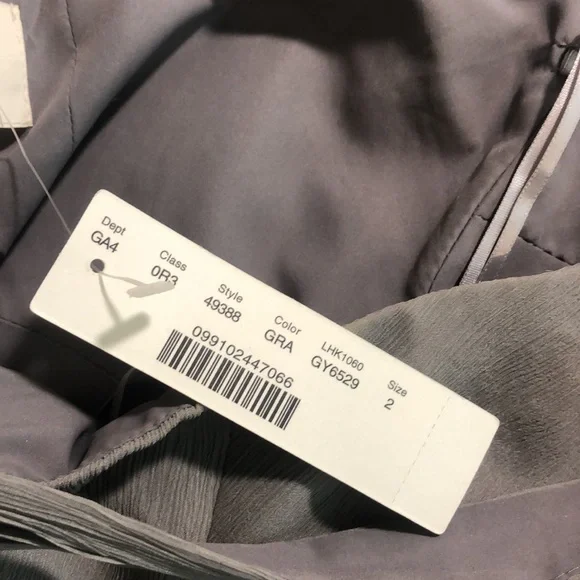 Dept Class Style Color LHK1060 Size
GA4 0R3 49388 GRA GY6529 2
099102447066